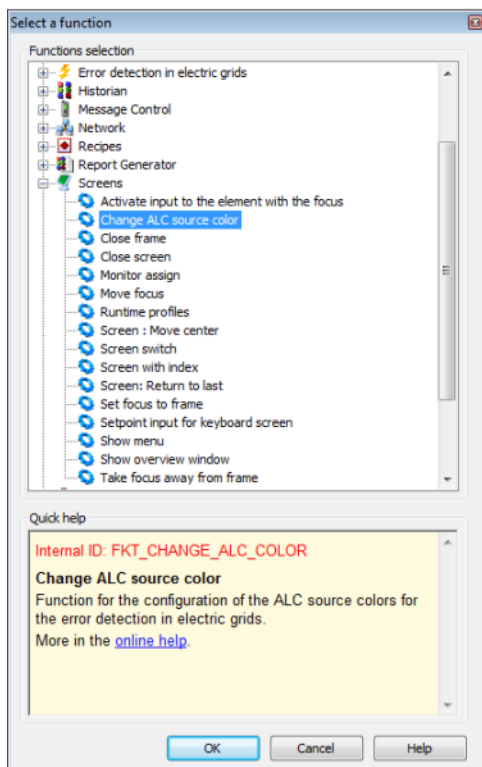 Select a function
Functions selection
Error detection in electric grids
Historian
Message Control
Network
Recipes
Report Generator
Screens
Activate input to the element with the focus
Change ALC source color
Close frame
Close screen
Monitor assign
Move focus
Runtime profiles
Screen : Move center
Screen switch
Screen with index
Screen: Return to last
Set focus to frame
Setpoint input for keyboard screen
Show menu
Show overview window
Take focus away from frame
Quick help
Internal ID: FKT_CHANGE_ALC_COLOR
Change ALC source color
Function for the configuration of the ALC source colors for
the error detection in electric grids.
More in the online help.
OK Cancel Help